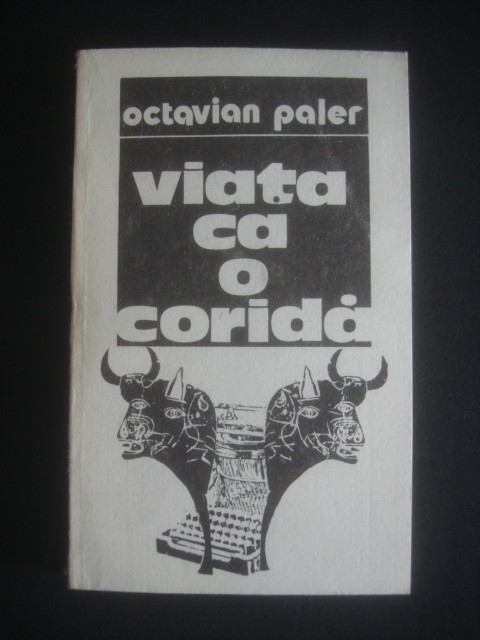 octavian paler
viața
ca
o
coridă